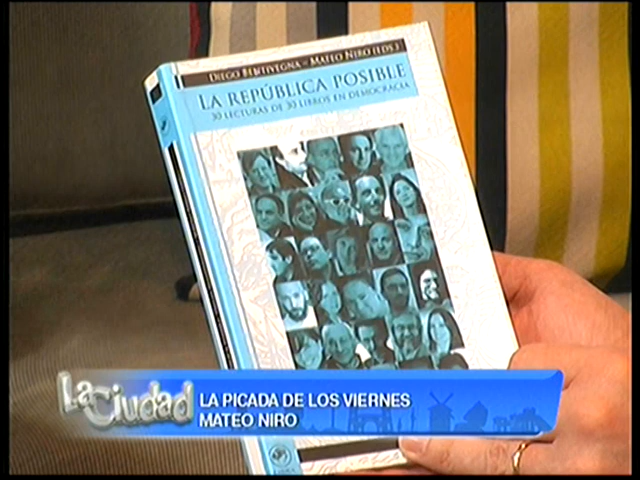 DIEGO BENTIVEGNA – MATEO NIRO (EDS.)
LA REPÚBLICA POSIBLE
30 LECTURAS DE 30 LIBROS EN DEMOCRACIA
La Ciudad
LA PICADA DE LOS VIERNES
MATEO NIRO